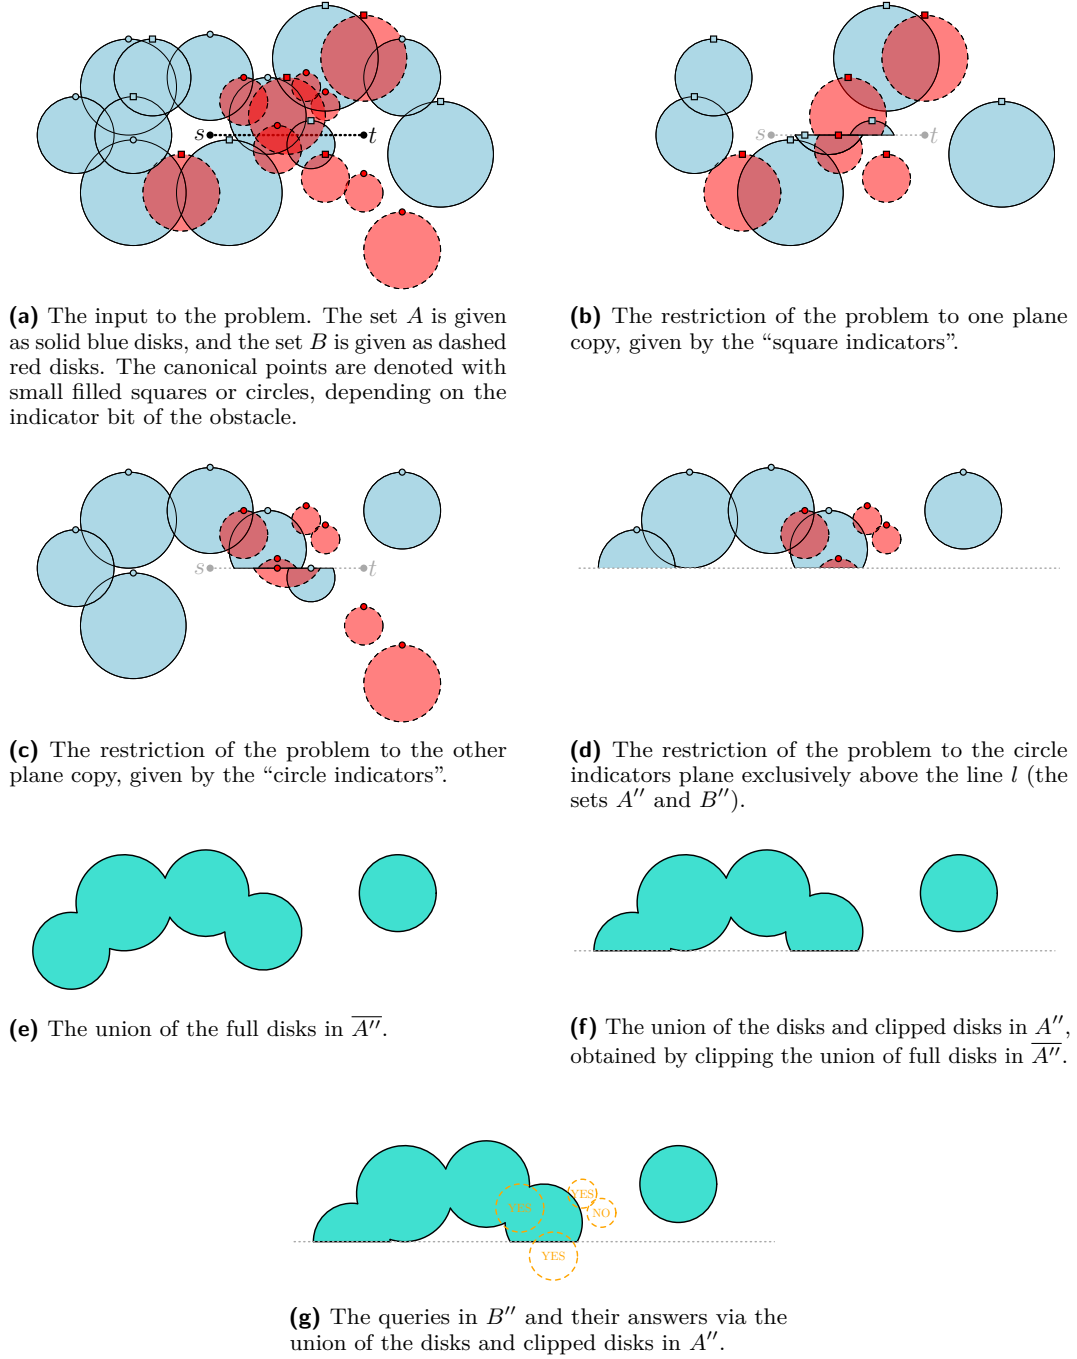 s
t
s
t
(a) The input to the problem. The set A is given
as solid blue disks, and the set B is given as dashed
red disks. The canonical points are denoted with
small filled squares or circles, depending on the
indicator bit of the obstacle.
(b) The restriction of the problem to one plane
copy, given by the “square indicators”.
s
t
(c) The restriction of the problem to the other
plane copy, given by the “circle indicators”.
(d) The restriction of the problem to the circle
indicators plane exclusively above the line l (the
sets A′′ and B′′).
(e) The union of the full disks in \overline{A′′}.
(f) The union of the disks and clipped disks in A′′,
obtained by clipping the union of full disks in \overline{A′′}.
YES
YES
NO
YES
(g) The queries in B′′ and their answers via the
union of the disks and clipped disks in A′′.